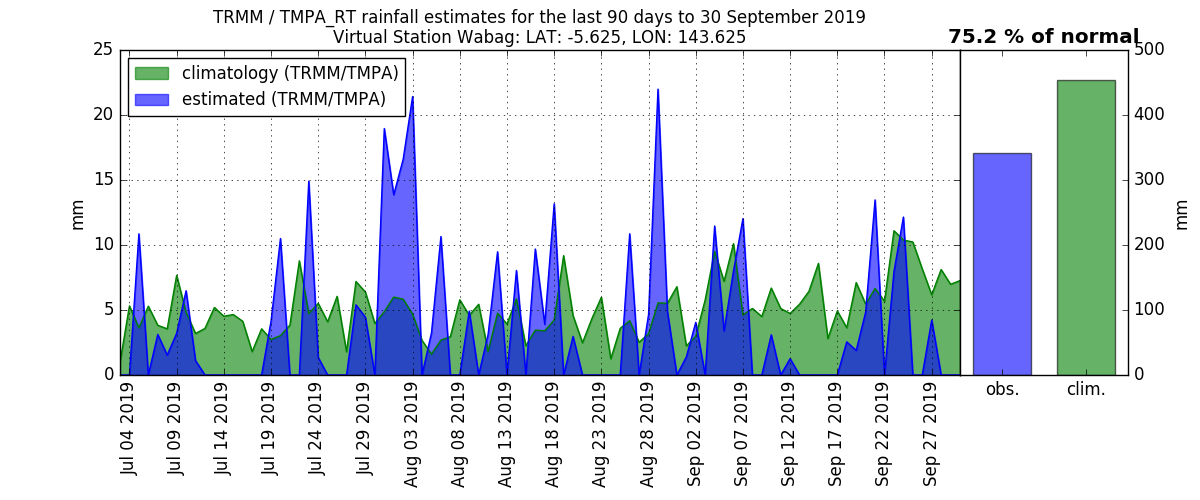 TRMM / TMPA_RT rainfall estimates for the last 90 days to 30 September 2019
Virtual Station Wabag: LAT: -5.625, LON: 143.625
75.2 % of normal
climatology (TRMM/TMPA)
estimated (TRMM/TMPA)
mm
25
20
15
10
5
0
Jul 04 2019
Jul 09 2019
Jul 14 2019
Jul 19 2019
Jul 24 2019
Jul 29 2019
Aug 03 2019
Aug 08 2019
Aug 13 2019
Aug 18 2019
Aug 23 2019
Aug 28 2019
Sep 02 2019
Sep 07 2019
Sep 12 2019
Sep 17 2019
Sep 22 2019
Sep 27 2019
500
400
300
200
100
0
mm
obs.
clim.